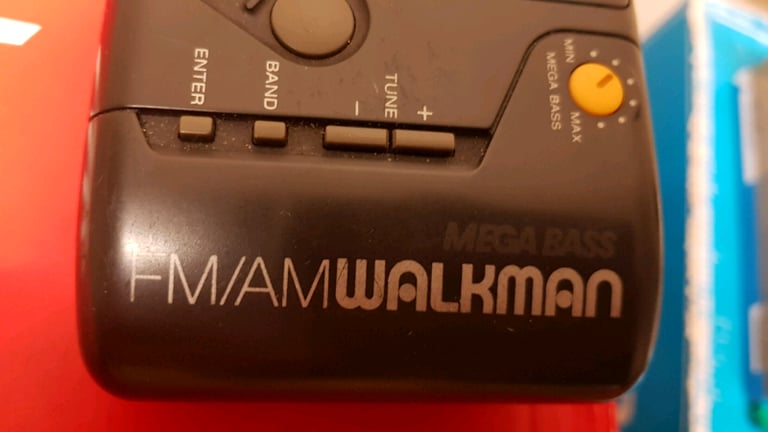 ENTER
BAND
TUNE
-
+
MIN
MEGA BASS
MAX
MEGA BASS
FM/AM WALKMAN